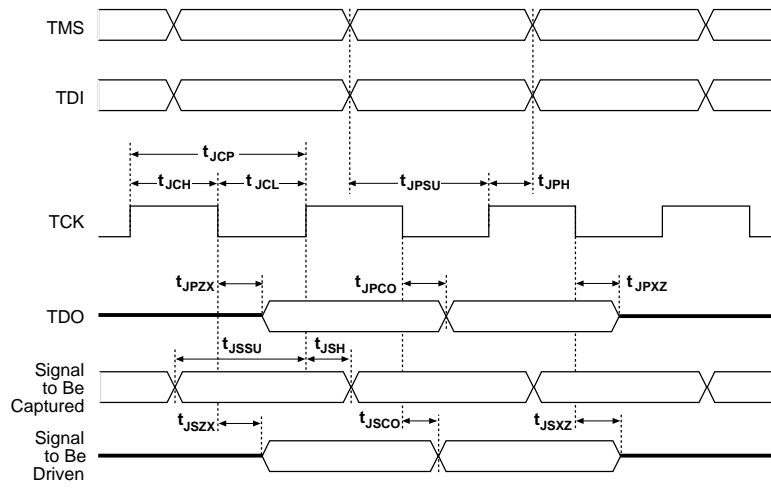 TMS
TDI
tJCP
tJCH
tJCL
tJPSU
tJPH
TCK
tJPZX
tJPCO
tJPXZ
TDO
tJSSU
tJSH
Signal
to Be
Captured
tJSZX
tJSCO
tJSXZ
Signal
to Be
Driven